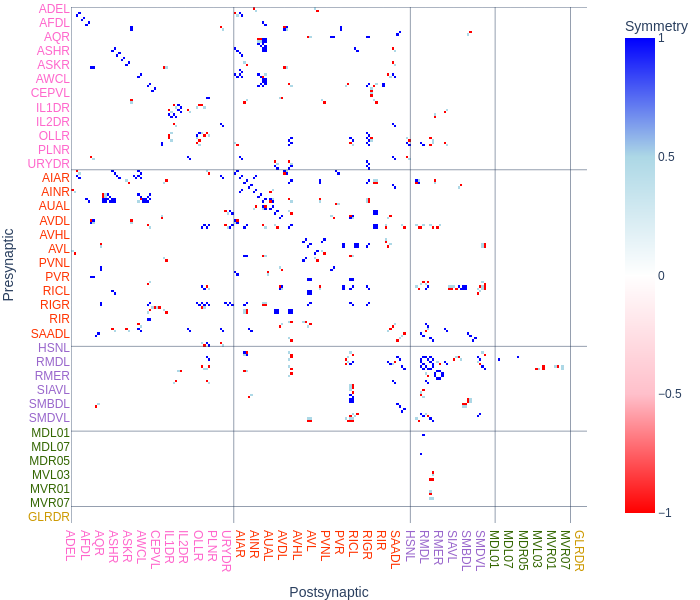 Symmetry
1
0.5
0
−0.5
−1
Presynaptic
ADEL
AFDL
AQR
ASHR
ASKR
AWCL
CEPVL
IL1DR
IL2DR
OLLR
PLNR
URYDR
AIAR
AINR
AUAL
AVDL
AVHL
AVL
PVNL
PVR
RICL
RIGR
RIR
SAADL
HSNL
RMDL
RMER
SIAVL
SMBDL
SMDVL
MDL01
MDL07
MDR05
MVL03
MVR01
MVR07
GLRDR
ADEL
AFDL
AQR
ASHR
ASKR
AWCL
CEPVL
IL1DR
IL2DR
OLLR
PLNR
URYDR
AIAR
AINR
AUAL
AVDL
AVHL
AVL
PVNL
PVR
RICL
RIGR
RIR
SAADL
HSNL
RMDL
RMER
SIAVL
SMBDL
SMDVL
MDL01
MDL07
MDR05
MVL03
MVR01
MVR07
GLRDR
Postsynaptic